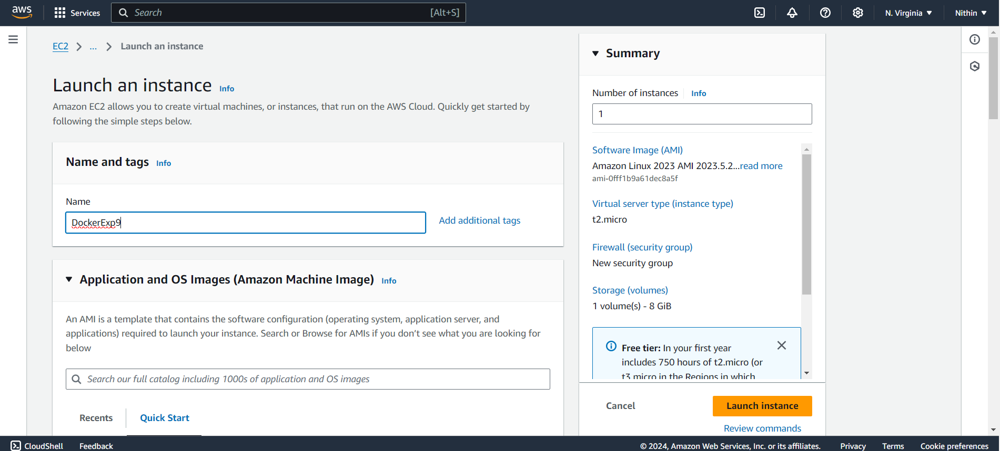 aws
Services
Search
[Alt+S]
N. Virginia
Nithin
EC2
...
Launch an instance
Launch an instance
Info
Amazon EC2 allows you to create virtual machines, or instances, that run on the AWS Cloud. Quickly get started by
following the simple steps below.
Name and tags
Info
Name
DockerExp9
Add additional tags
Application and OS Images (Amazon Machine Image)
Info
An AMI is a template that contains the software configuration (operating system, application server, and
applications) required to launch your instance. Search or Browse for AMIs if you don’t see what you are looking for
below
Search our full catalog including 1000s of application and OS images
Recents
Quick Start
Summary
Number of instances
Info
1
Software Image (AMI)
Amazon Linux 2023 AMI 2023.5.2...read more
ami-0fff1b9a61dec8a5f
Virtual server type (instance type)
t2.micro
Firewall (security group)
New security group
Storage (volumes)
1 volume(s) - 8 GiB
Free tier: In your first year
includes 750 hours of t2.micro (or
t3.micro in the Regions in which
Cancel
Launch instance
Review commands
CloudShell
Feedback
© 2024, Amazon Web Services, Inc. or its affiliates.
Privacy
Terms
Cookie preferences